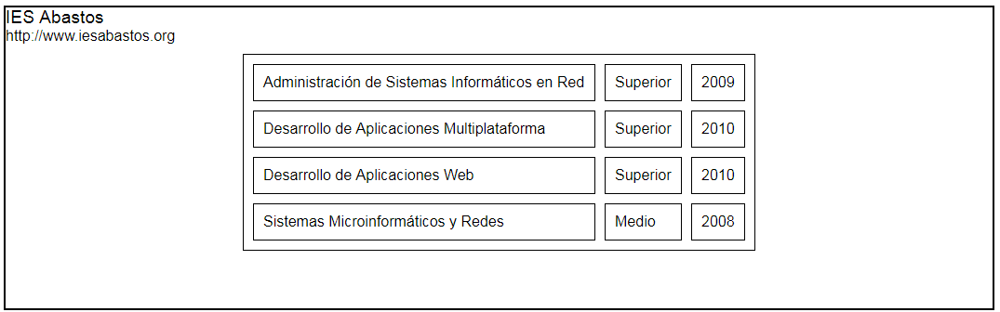 IES Abastos
http://www.iesabastos.org
Administración de Sistemas Informáticos en Red Superior 2009
Desarrollo de Aplicaciones Multiplataforma Superior 2010
Desarrollo de Aplicaciones Web Superior 2010
Sistemas Microinformáticos y Redes Medio 2008